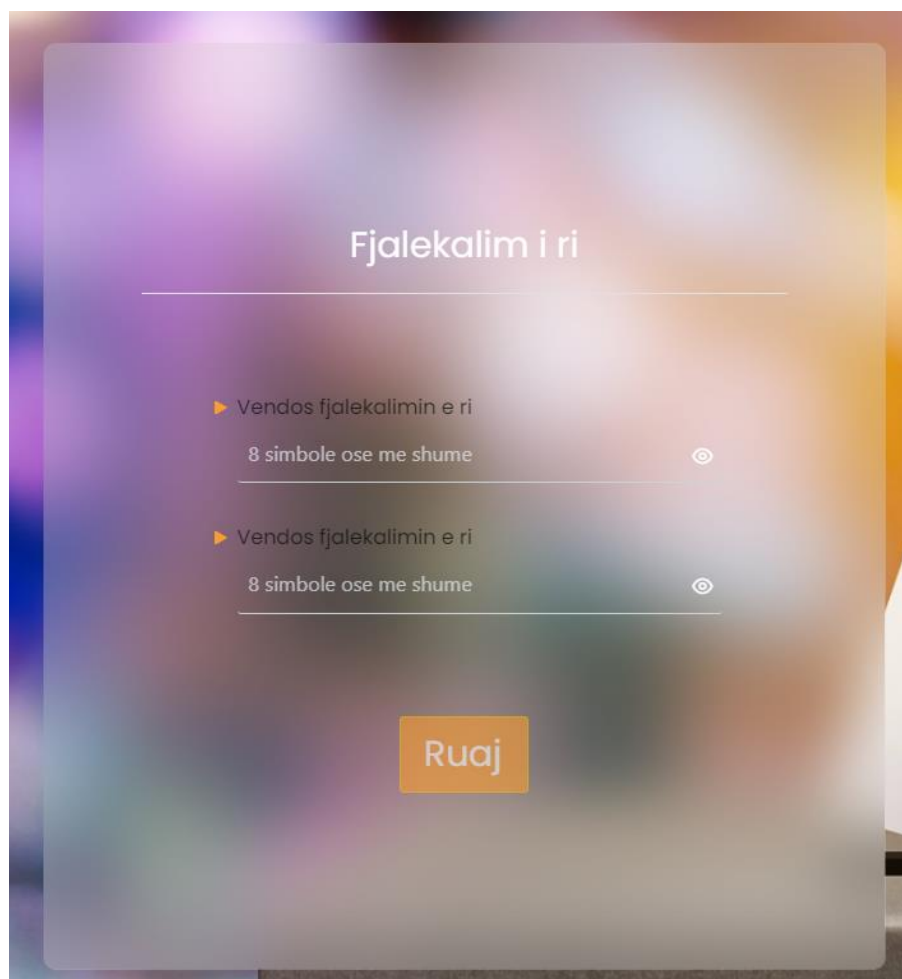 Fjalekalim i ri
Vendos fjalekalimin e ri
8 simbole ose me shume
Vendos fjalekalimin e ri
8 simbole ose me shume
Ruaj